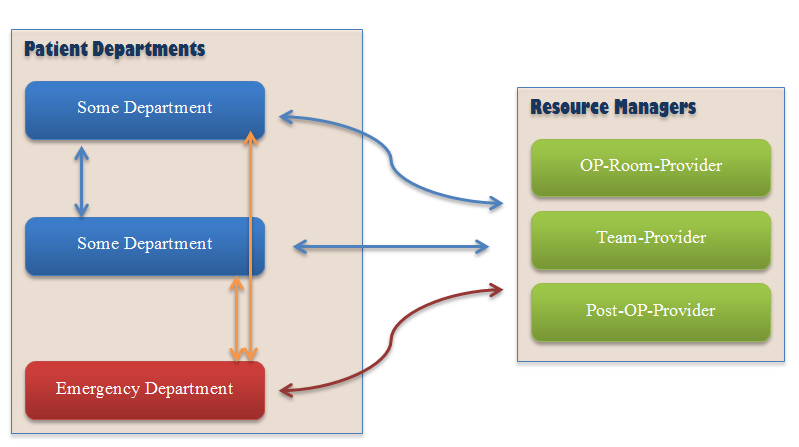 Patient Departments
Some Department
Some Department
Emergency Department
Resource Managers
OP-Room-Provider
Team-Provider
Post-OP-Provider